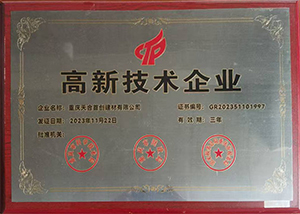 高新技术企业
企业名称：重庆天合首创建材有限公司 证书编号：GR202351101997
发证日期：2023年11月22日 有效期：三年
批准机关：